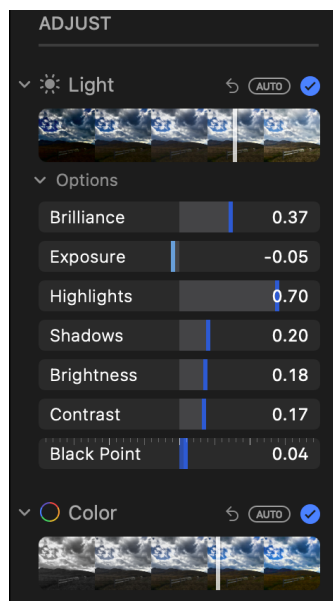 ADJUST
Light AUTO
Options
Brilliance 0.37
Exposure -0.05
Highlights 0.70
Shadows 0.20
Brightness 0.18
Contrast 0.17
Black Point 0.04
Color AUTO